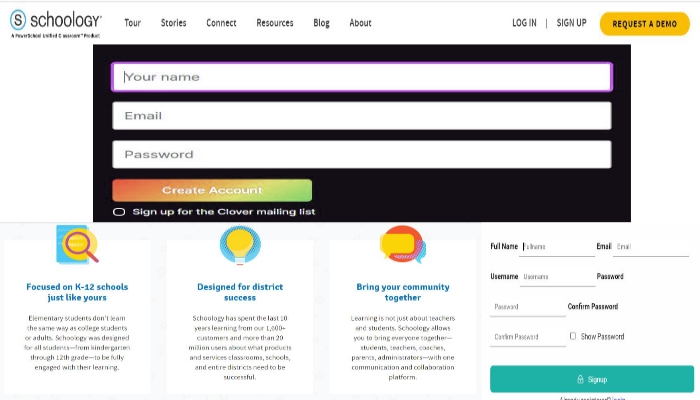 schoology
A PowerSchool Unified Classroom™ Product
Tour Stories Connect Resources Blog About
LOG IN | SIGN UP REQUEST A DEMO
Your name
Email
Password
Create Account
Sign up for the Clover mailing list
Focused on K-12 schools
just like yours
Elementary students don't learn
the same way as college students
or adults. Schoology was designed
for all students—from kindergarten
through 12th grade—to be fully
engaged with their learning.
Designed for district
success
Schoology has spent the last 10
years learning from our 1,600+
customers and more than 20
million users about what products
and services classrooms, schools,
and entire districts need to be
successful.
Bring your community
together
Learning is not just about teachers
and students. Schoology allows
you to bring everyone together—
students, teachers, coaches,
parents, administrators—with one
communication and collaboration
platform.
Full Name Fullname Email Email
Username Username Password
Password Confirm Password
Confirm Password Show Password
Signup